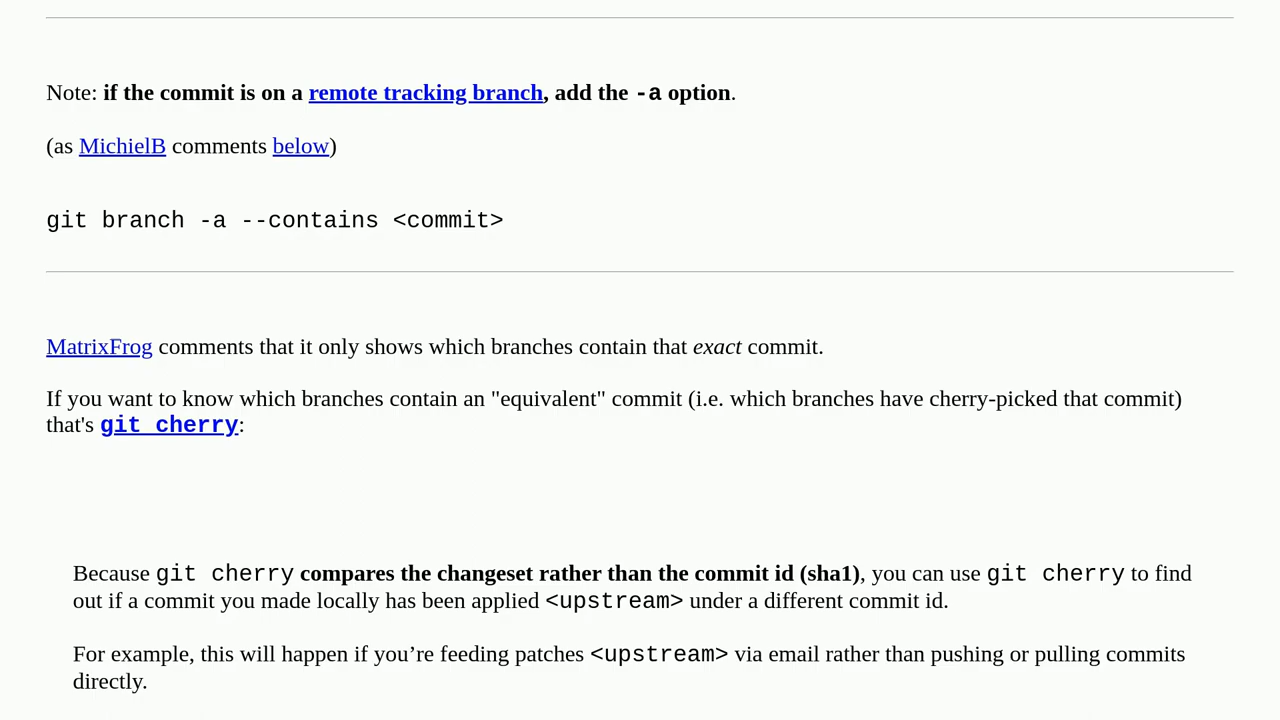 Note: if the commit is on a remote tracking branch, add the -a option.
(as MichielB comments below)
git branch -a --contains <commit>
MatrixFrog comments that it only shows which branches contain that exact commit.
If you want to know which branches contain an "equivalent" commit (i.e. which branches have cherry-picked that commit)
that's git cherry:
Because git cherry compares the changeset rather than the commit id (sha1), you can use git cherry to find
out if a commit you made locally has been applied <upstream> under a different commit id.
For example, this will happen if you’re feeding patches <upstream> via email rather than pushing or pulling commits
directly.